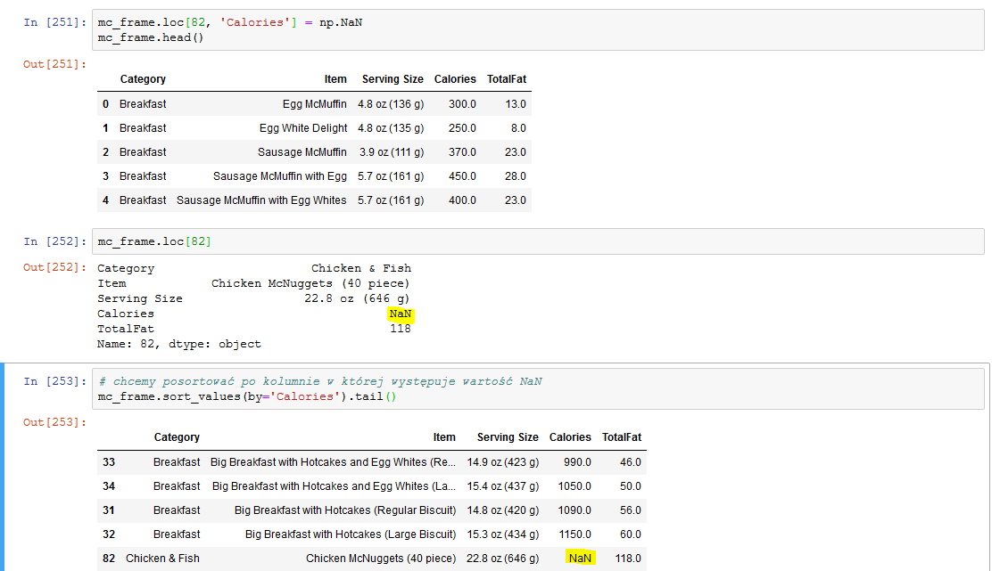 In [251]: mc_frame.loc[82, 'Calories'] = np.NaN
mc_frame.head()
Out[251]:
Category Item Serving Size Calories TotalFat
0 Breakfast Egg McMuffin 4.8 oz (136 g) 300.0 13.0
1 Breakfast Egg White Delight 4.8 oz (135 g) 250.0 8.0
2 Breakfast Sausage McMuffin 3.9 oz (111 g) 370.0 23.0
3 Breakfast Sausage McMuffin with Egg 5.7 oz (161 g) 450.0 28.0
4 Breakfast Sausage McMuffin with Egg Whites 5.7 oz (161 g) 400.0 23.0
In [252]: mc_frame.loc[82]
Out[252]: Category Chicken & Fish
Item Chicken McNuggets (40 piece)
Serving Size 22.8 oz (646 g)
Calories NaN
TotalFat 118
Name: 82, dtype: object
In [253]: # chcemy posortować po kolumnie w której występuje wartość NaN
mc_frame.sort_values(by='Calories').tail()
Out[253]:
Category Item Serving Size Calories TotalFat
33 Breakfast Big Breakfast with Hotcakes and Egg Whites (Re... 14.9 oz (423 g) 990.0 46.0
34 Breakfast Big Breakfast with Hotcakes and Egg Whites (La... 15.4 oz (437 g) 1050.0 50.0
31 Breakfast Big Breakfast with Hotcakes (Regular Biscuit) 14.8 oz (420 g) 1090.0 56.0
32 Breakfast Big Breakfast with Hotcakes (Large Biscuit) 15.3 oz (434 g) 1150.0 60.0
82 Chicken & Fish Chicken McNuggets (40 piece) 22.8 oz (646 g) NaN 118.0